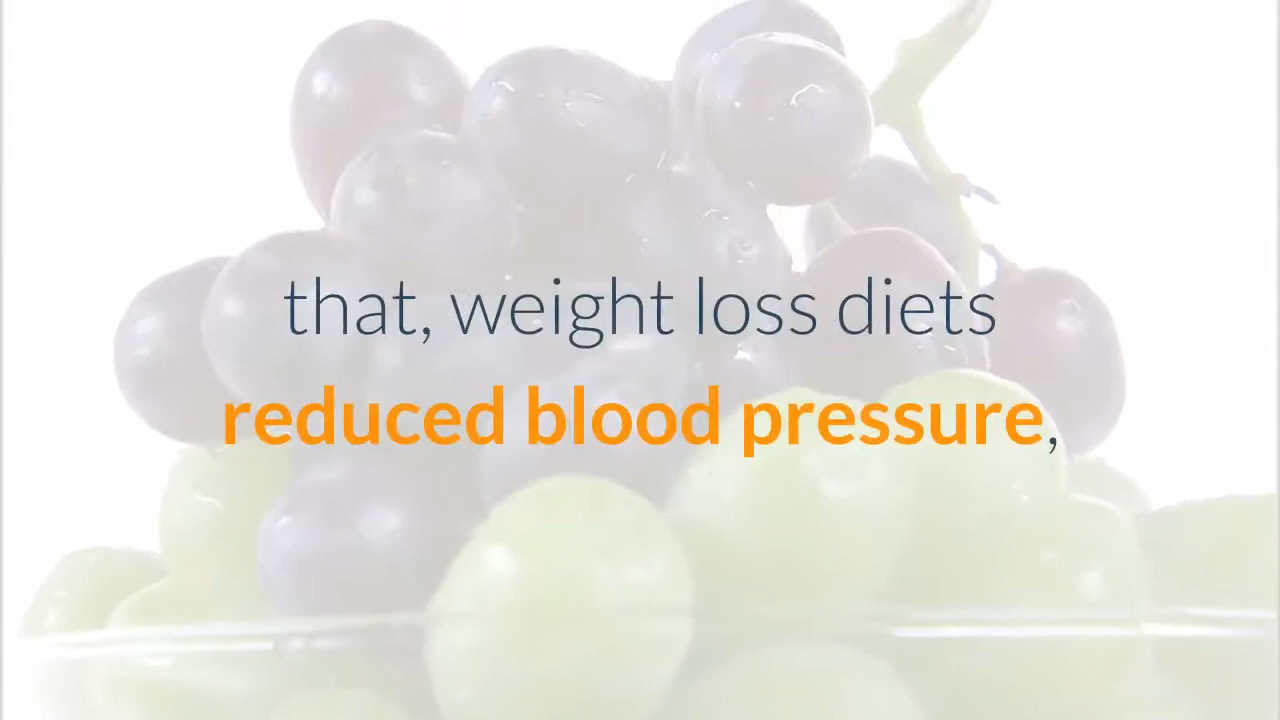 that, weight loss diets
reduced blood pressure,